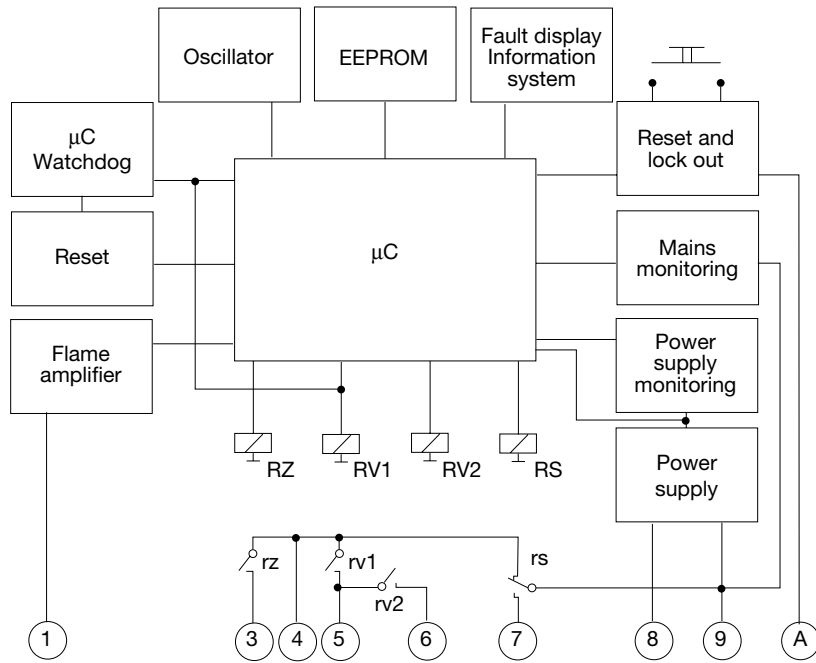 Oscillator
EEPROM
Fault display
Information
system
μC
Watchdog
Reset and
lock out
Reset
μC
Mains
monitoring
Flame
amplifier
Power
supply
monitoring
RZ
RV1
RV2
RS
Power
supply
rz
rv1
rv2
rs
1
3
4
5
6
7
8
9
A